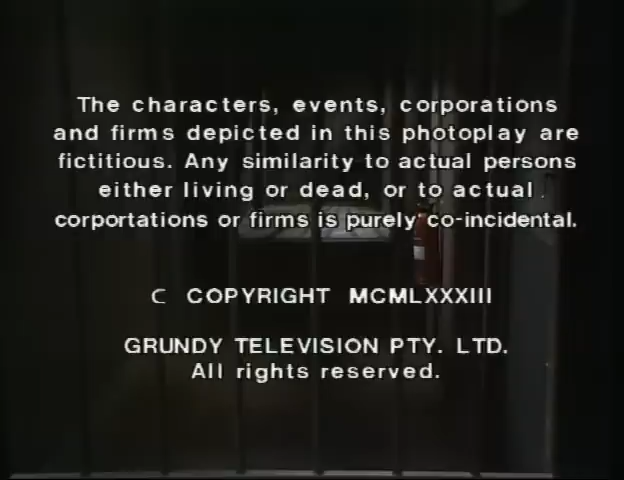 The characters, events, corporations
and firms depicted in this photoplay are
fictitious. Any similarity to actual persons
either living or dead, or to actual
corportations or firms is purely co-incidental.
C COPYRIGHT MCMLXXXIII
GRUNDY TELEVISION PTY. LTD.
All rights reserved.